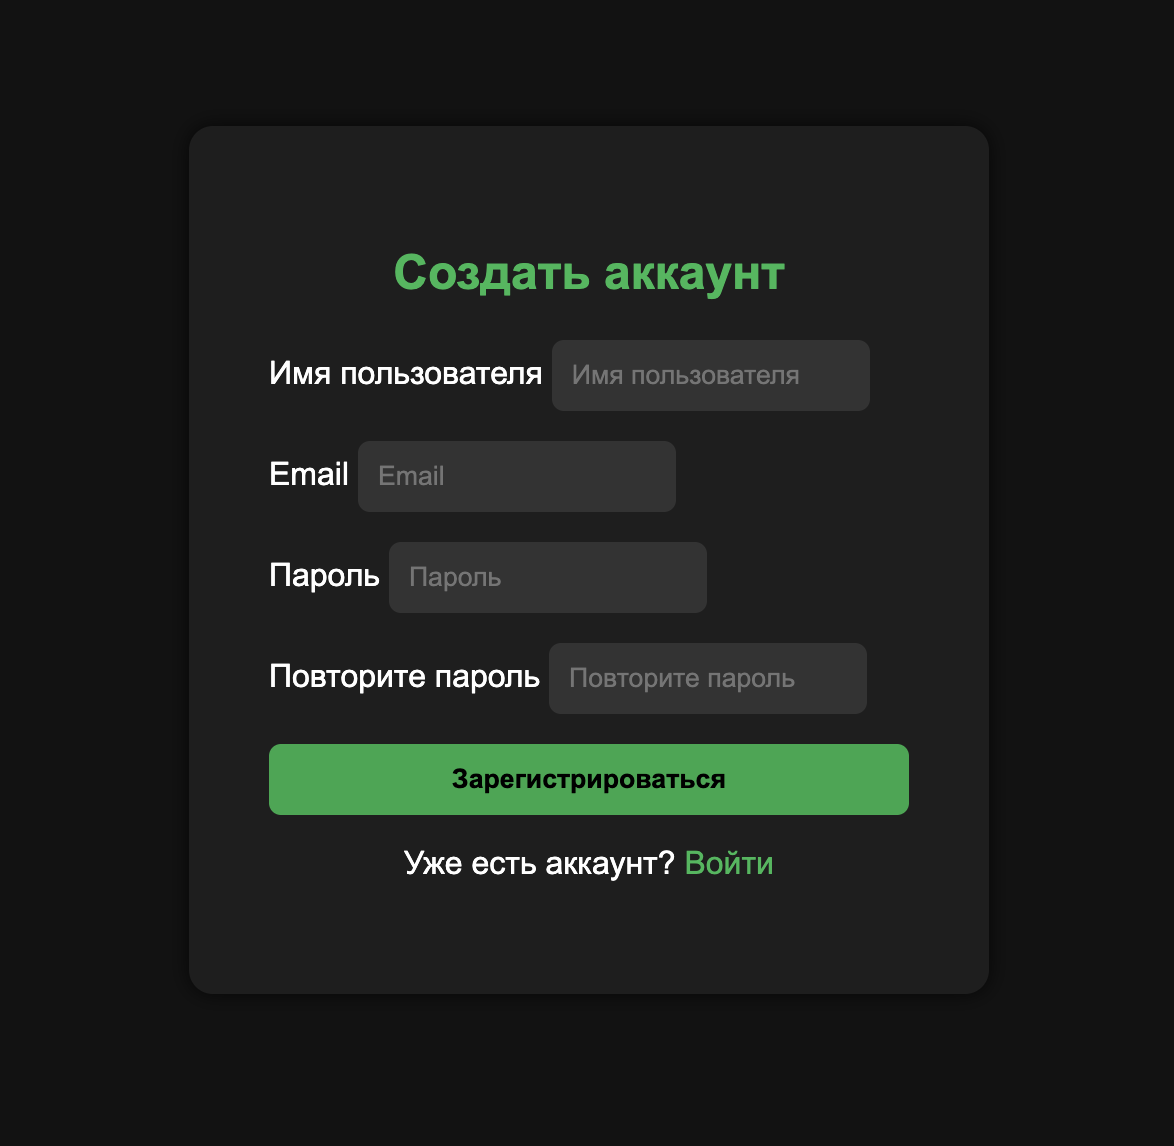 Создать аккаунт
Имя пользователя Имя пользователя
Email Email
Пароль Пароль
Повторите пароль Повторите пароль
Зарегистрироваться
Уже есть аккаунт? Войти